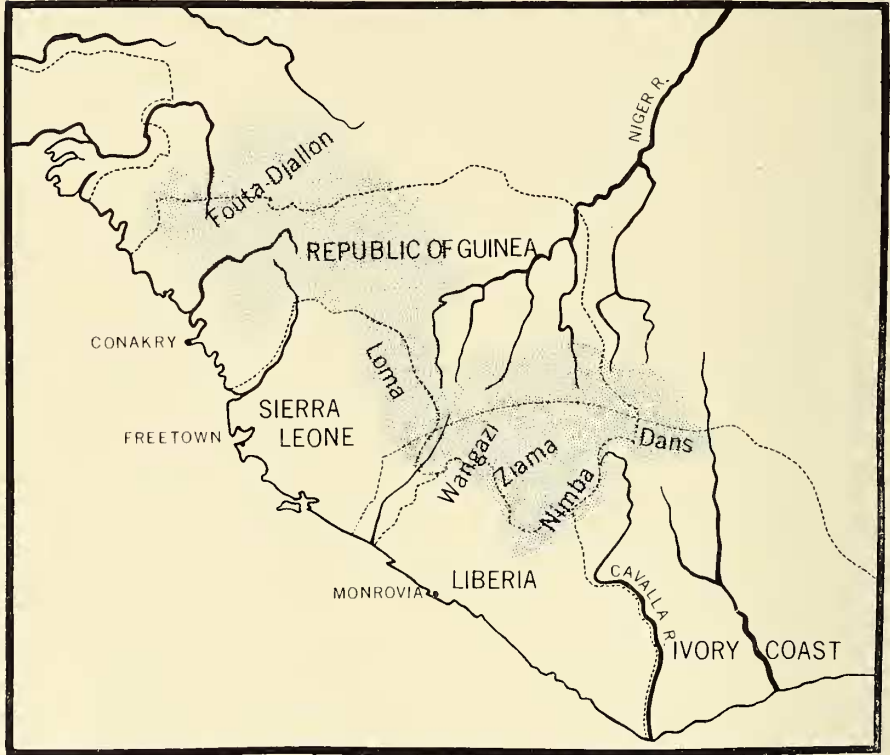 NIGER R.
Fouta-Djallon
REPUBLIC OF GUINEA
CONAKRY
Loma
SIERRA
LEONE
FREETOWN
Wangazi
Ziama
Dans
Nimba
LIBERIA
MONROVIA
CAVALLA R.
IVORY COAST